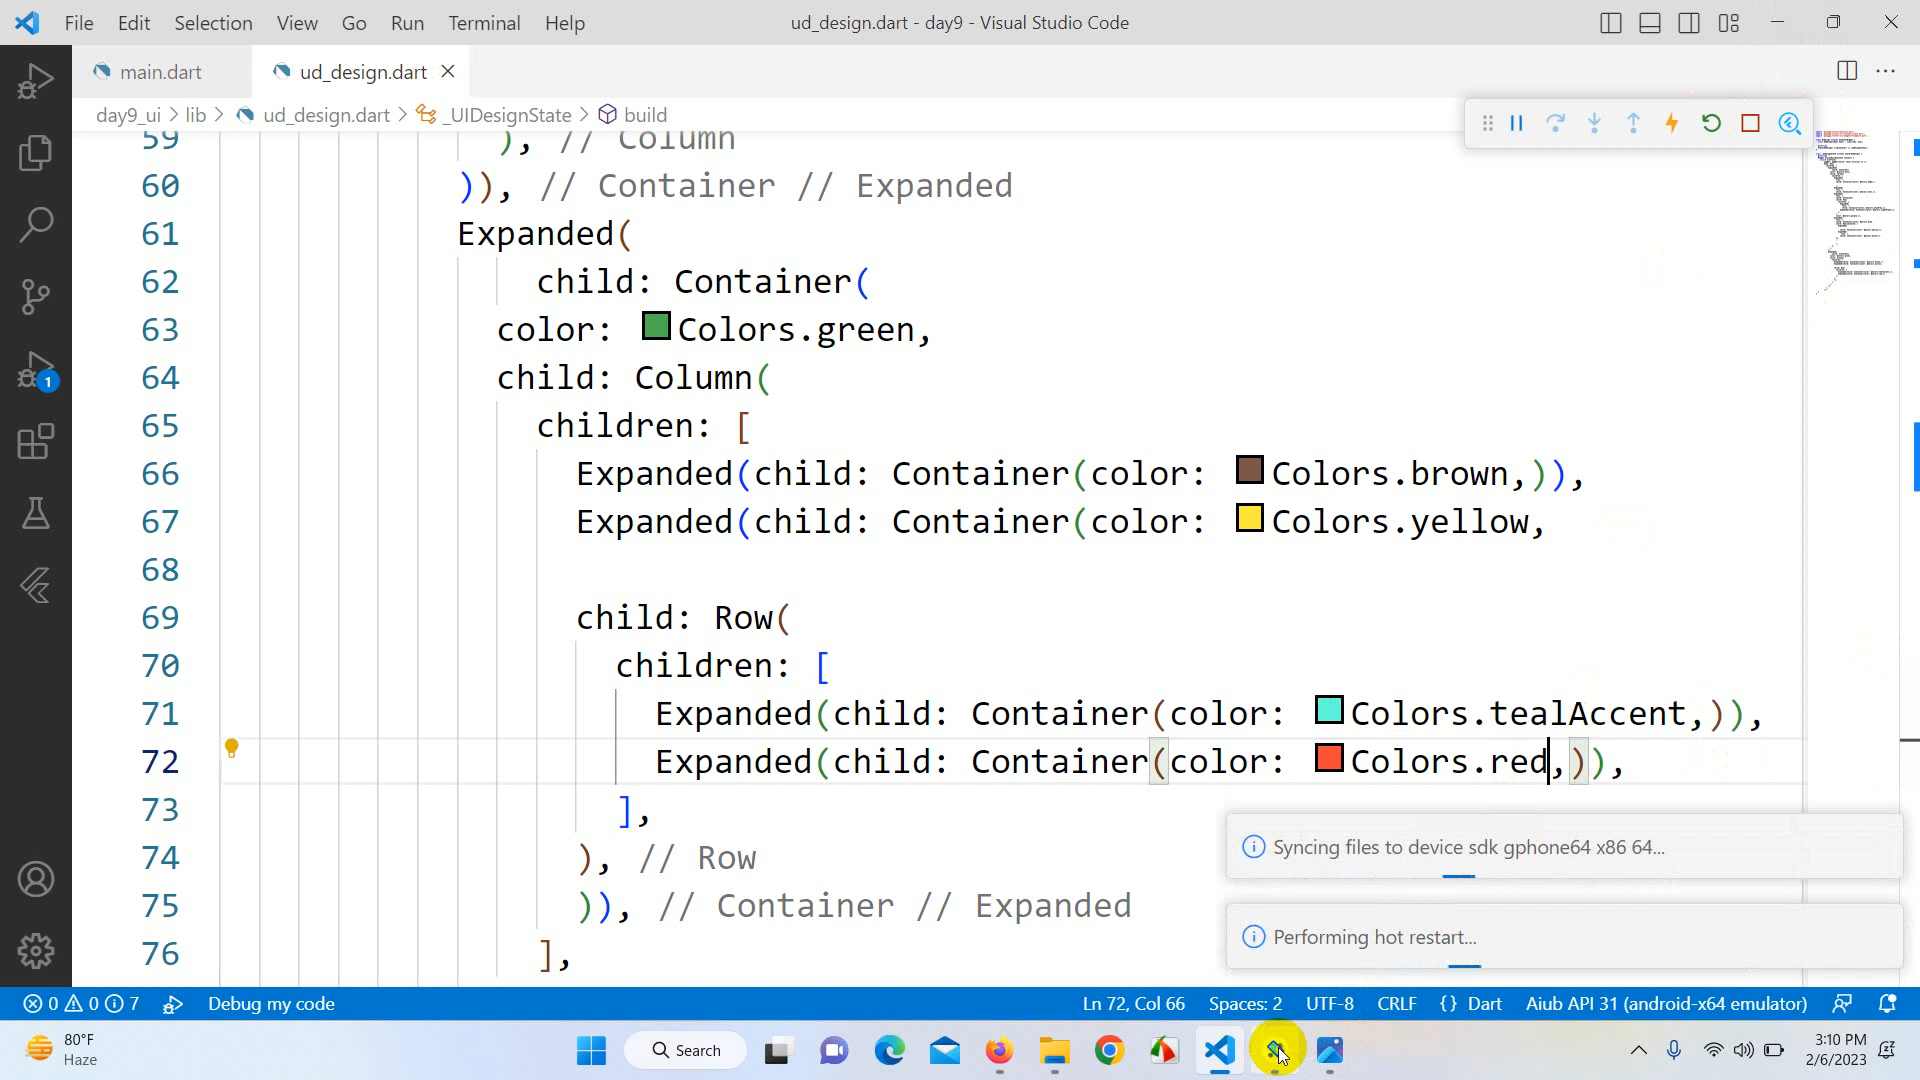 File Edit Selection View Go Run Terminal Help
ud_design.dart - day9 - Visual Studio Code
main.dart
ud_design.dart
day9_ui > lib > ud_design.dart > _UIDesignState > build
59 ), // Column
60 )), // Container // Expanded
61 Expanded(
62 child: Container(
63 color: Colors.green,
64 child: Column(
65 children: [
66 Expanded(child: Container(color: Colors.brown,)),
67 Expanded(child: Container(color: Colors.yellow,
68
69 child: Row(
70 children: [
71 Expanded(child: Container(color: Colors.tealAccent,)),
72 Expanded(child: Container(color: Colors.red,)),
73 ],
74 ), // Row
75 )), // Container // Expanded
76 ],
1
Syncing files to device sdk gphone64 x86 64...
Performing hot restart...
0 0 7 Debug my code
Ln 72, Col 66 Spaces: 2 UTF-8 CRLF {} Dart Aiub API 31 (android-x64 emulator)
80°F
Haze
Search
3:10 PM
2/6/2023